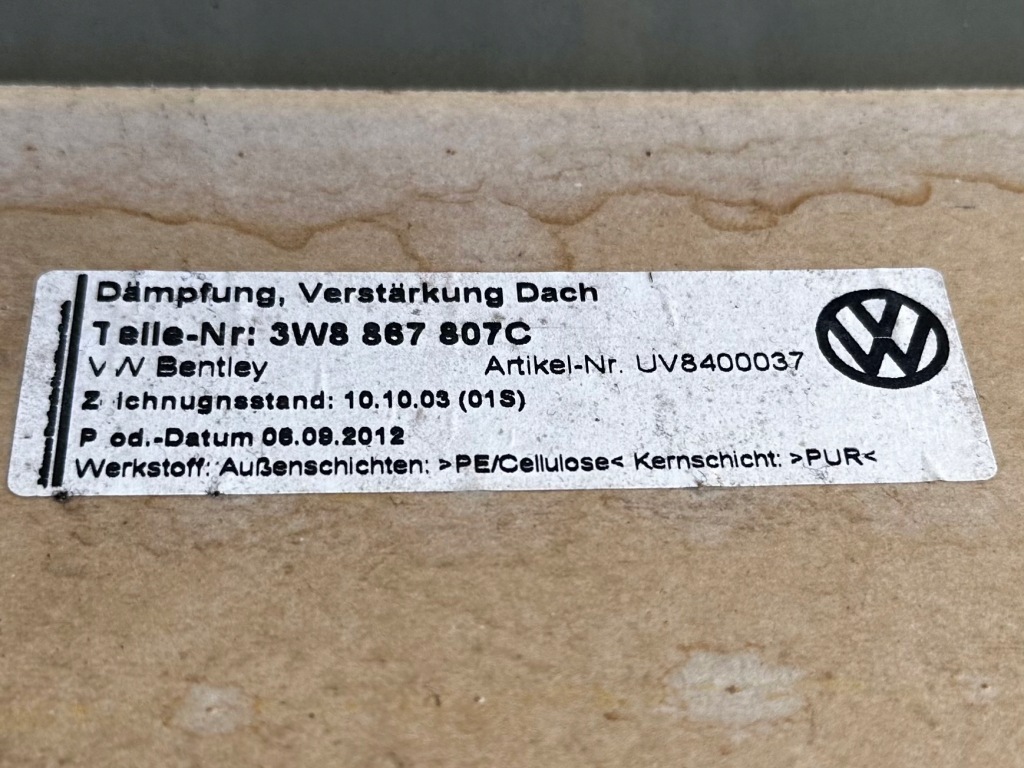 Dämpfung, Verstärkung Dach
Teile-Nr: 3W8 867 807C
VW Bentley Artikel-Nr. UV8400037
Zeichnugnsstand: 10.10.03 (01S)
Prod.-Datum 06.09.2012
Werkstoff: Außenschichten: >PE/Cellulose< Kernschicht: >PUR<